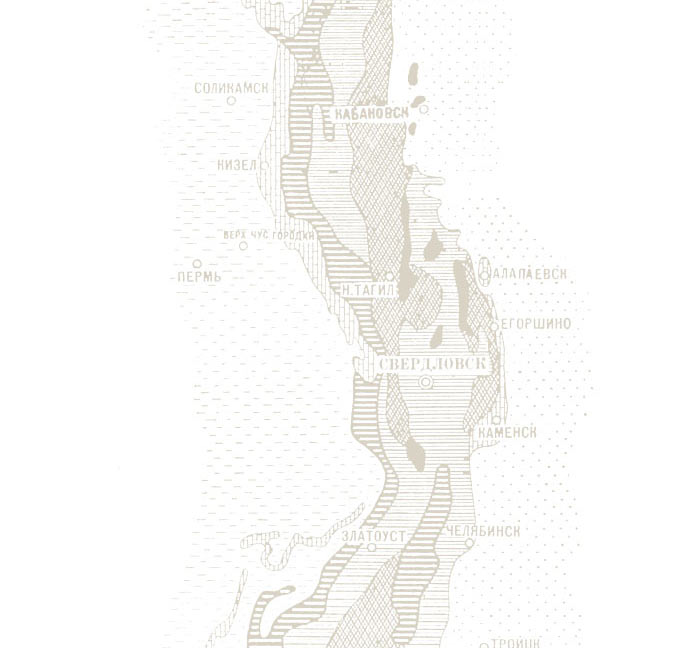 СОЛИКАМСК
КАБАКОВСК
КИЗЕЛ
ВЕРХ ЧУС ГОРОДКИ
ПЕРМЬ
Н. ТАГИЛ
АЛАПАЕВСК
ЕГОРШИНО
СВЕРДЛОВСК
КАМЕНСК
ЗЛАТОУСТ
ЧЕЛЯБИНСК
ТРОИЦК